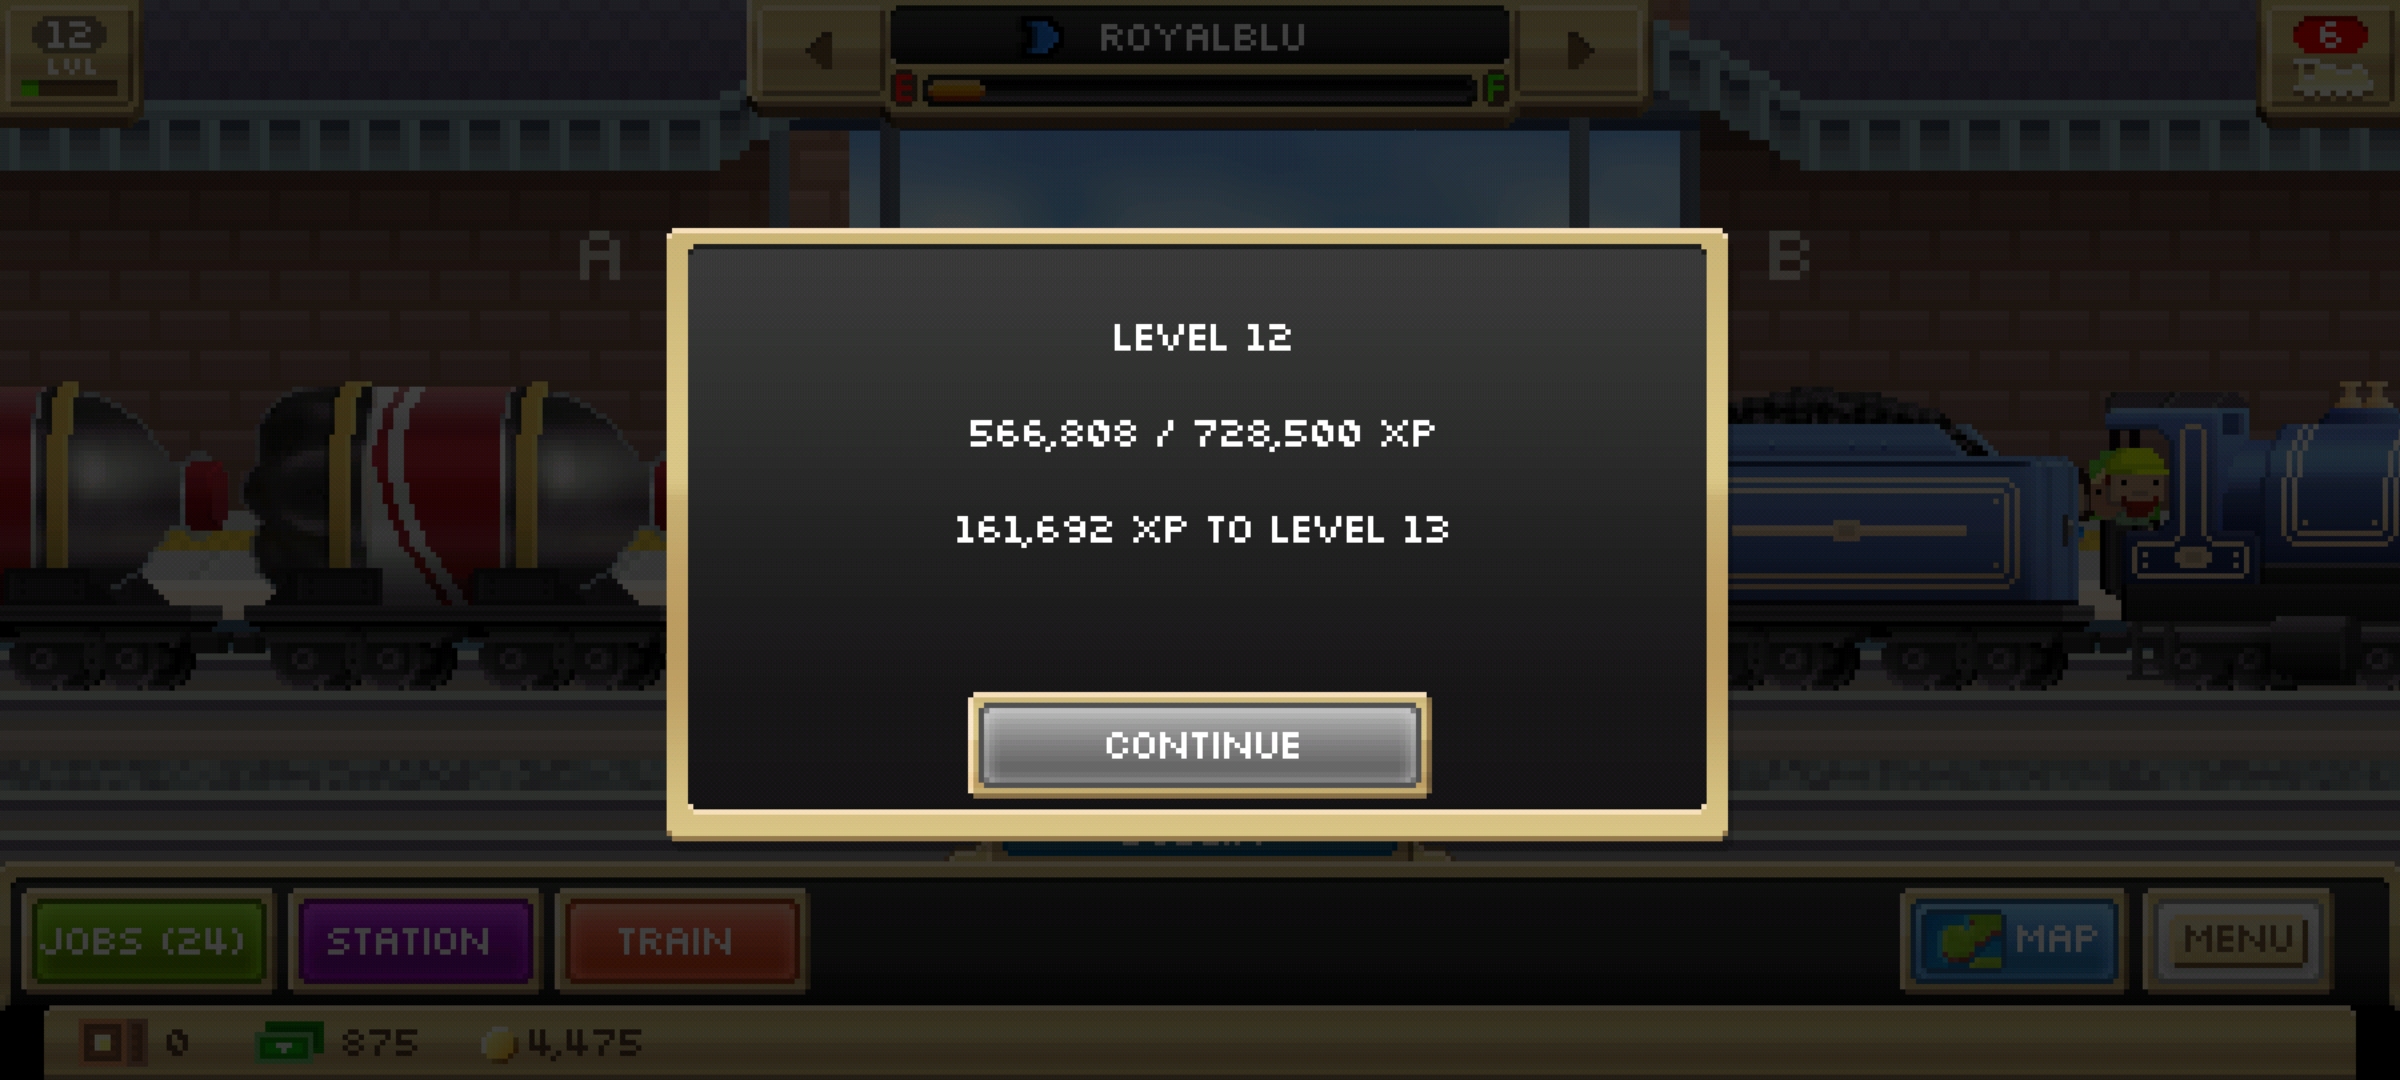 12
LVL
ROYALBLU
E
F
6
A
B
LEVEL 12
566,808 / 728,500 XP
161,692 XP TO LEVEL 13
CONTINUE
JOBS (24)
STATION
TRAIN
MAP
MENU
0
875
4,475